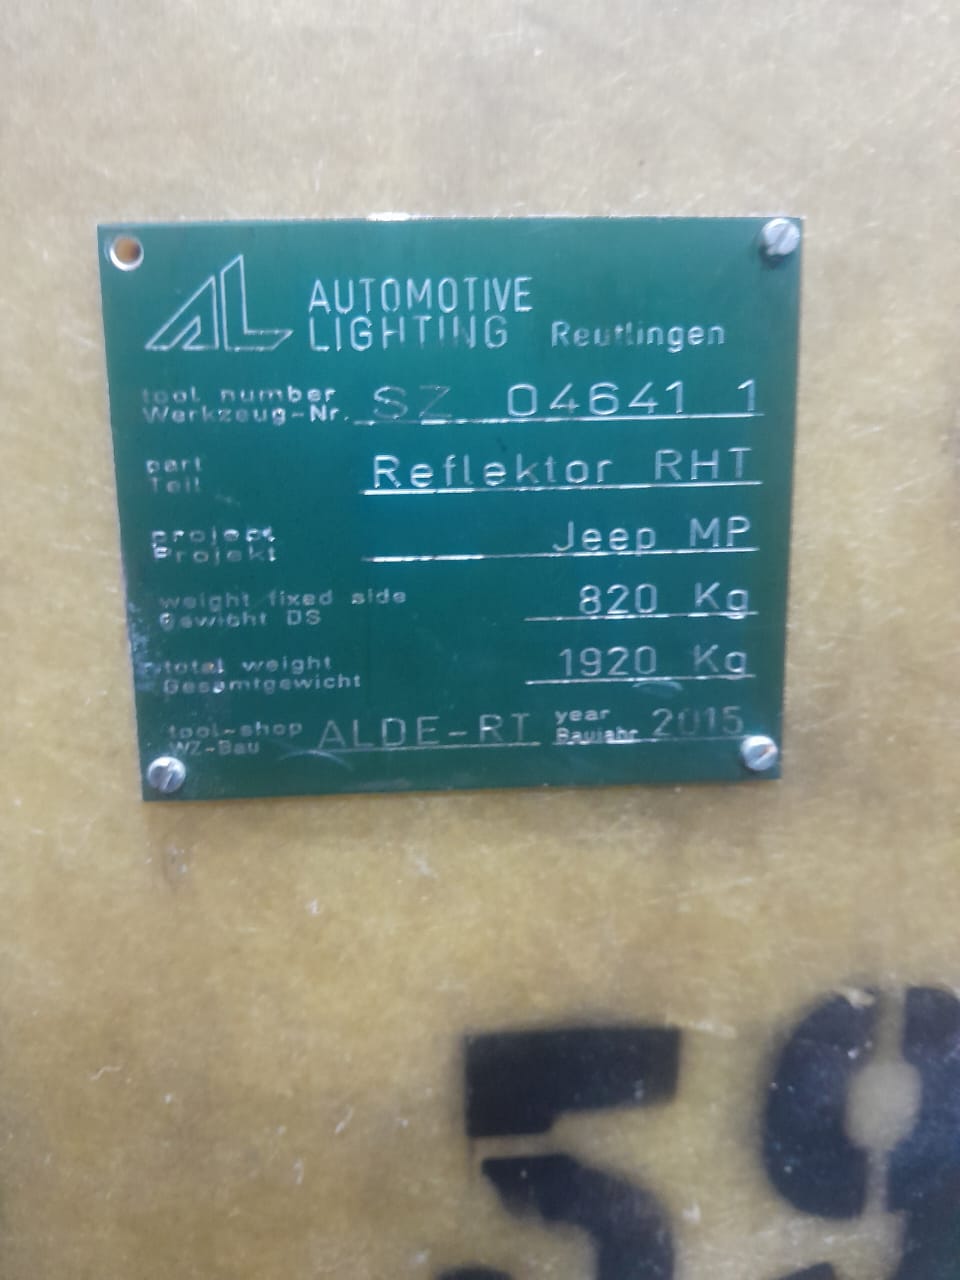 AL AUTOMOTIVE
LIGHTING Reutlingen
tool number
Werkzeug-Nr. SZ 04641 1
part
Teil Reflektor RHT
project
Projekt Jeep MP
weight fixed side
Gewicht DS 820 Kg
total weight
Gesamtgewicht 1920 Kg
tool-shop
WZ-Bau ALDE-RT year
Baujahr 2015
59